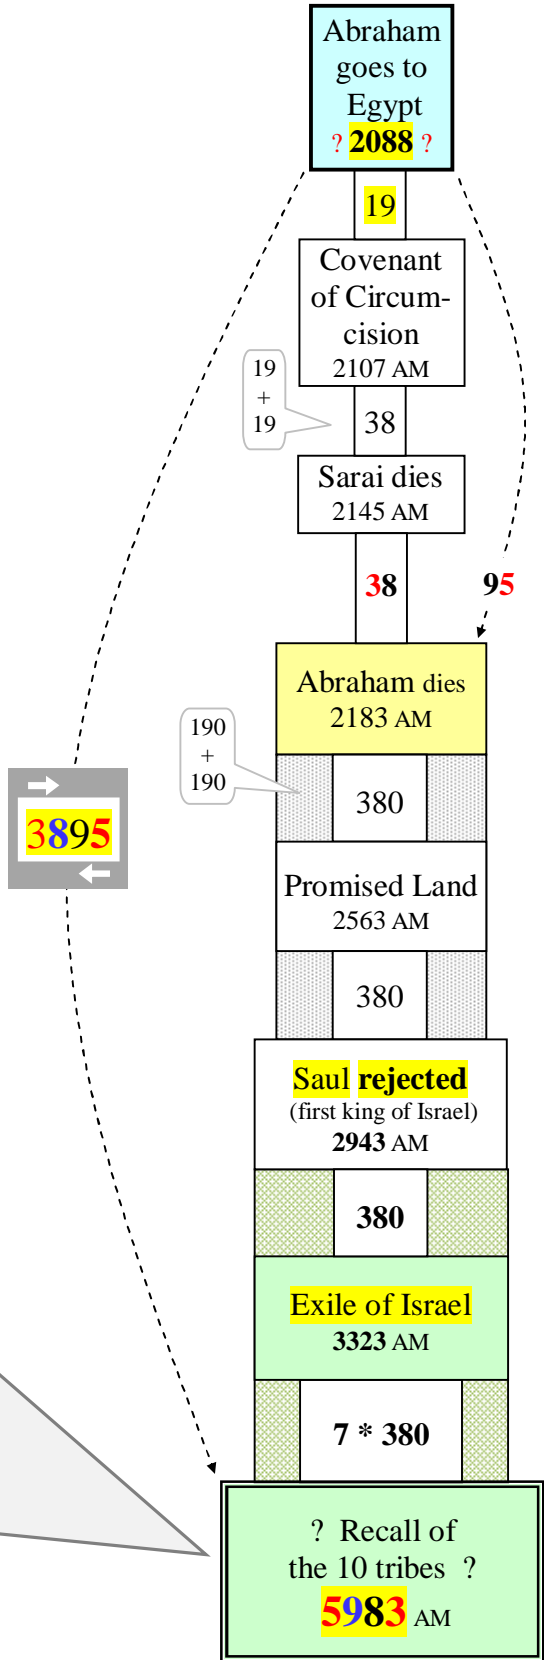 Abraham
goes to
Egypt
? 2088 ?
19
Covenant
of Circum-
cision
2107 AM
19
+
19
38
Sarai dies
2145 AM
38
95
Abraham dies
2183 AM
190
+
190
380
3895
Promised Land
2563 AM
380
Saul rejected
(first king of Israel)
2943 AM
380
Exile of Israel
3323 AM
7 * 380
? Recall of
the 10 tribes ?
5983 AM